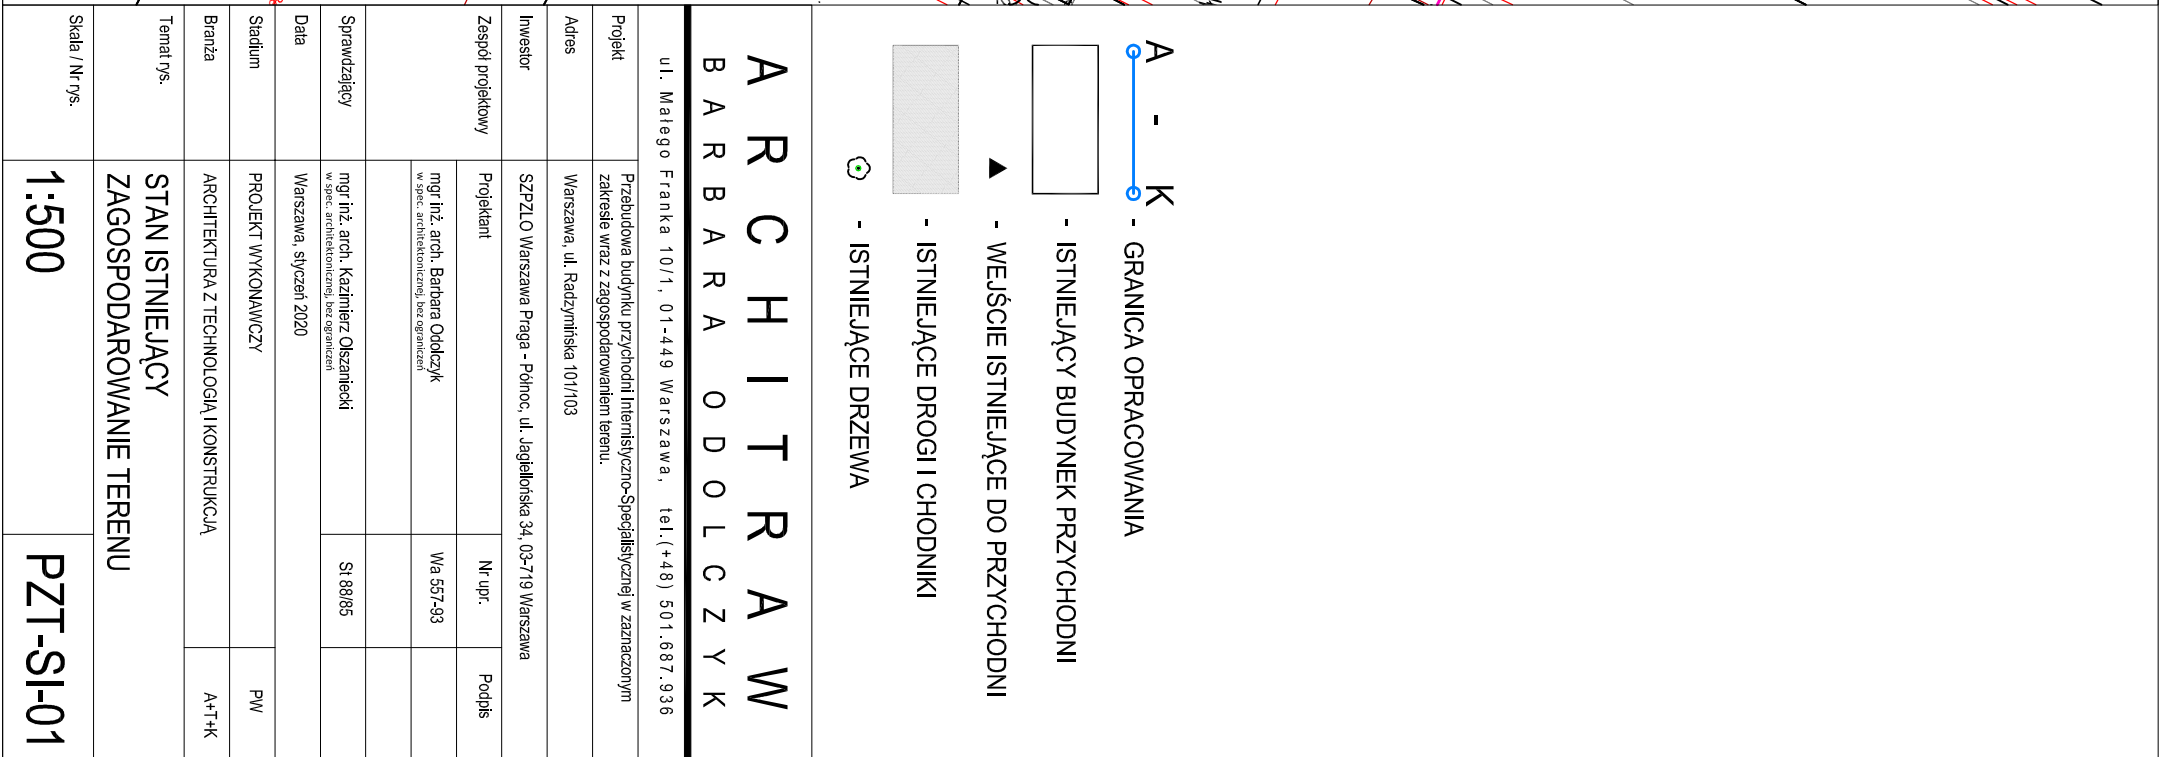 A - K - GRANICA OPRACOWANIA
- ISTNIEJĄCY BUDYNEK PRZYCHODNI
- WEJŚCIE ISTNIEJĄCE DO PRZYCHODNI
- ISTNIEJĄCE DROGI I CHODNIKI
- ISTNIEJĄCE DRZEWA
ARCHITRAW
BARBARA ODOLCZYK
ul. Małego Franka 10/1, 01-449 Warszawa, tel.(+48) 501.687.936
Projekt
Przebudowa budynku przychodni Internistyczno-Specjalistycznej w zaznaczonym
zakresie wraz z zagospodarowaniem terenu.
Adres Warszawa, ul. Radzymińska 101/103
Inwestor SZPZLO Warszawa Praga - Północ, ul. Jagiellońska 34, 03-719 Warszawa
Zespół projektowy Projektant Nr upr. Podpis
mgr inż. arch. Barbara Odolczyk Wa 557-93
w spec. architektonicznej, bez ograniczeń
Sprawdzający mgr inż. arch. Kazimierz Olszaniecki St 88/85
w spec. architektonicznej, bez ograniczeń
Data Warszawa, styczeń 2020
Stadium PROJEKT WYKONAWCZY PW
Branża ARCHITEKTURA Z TECHNOLOGIĄ I KONSTRUKCJĄ A+T+K
Temat rys. STAN ISTNIEJĄCY
ZAGOSPODAROWANIE TERENU
Skala / Nr rys. 1:500 PZT-SI-01